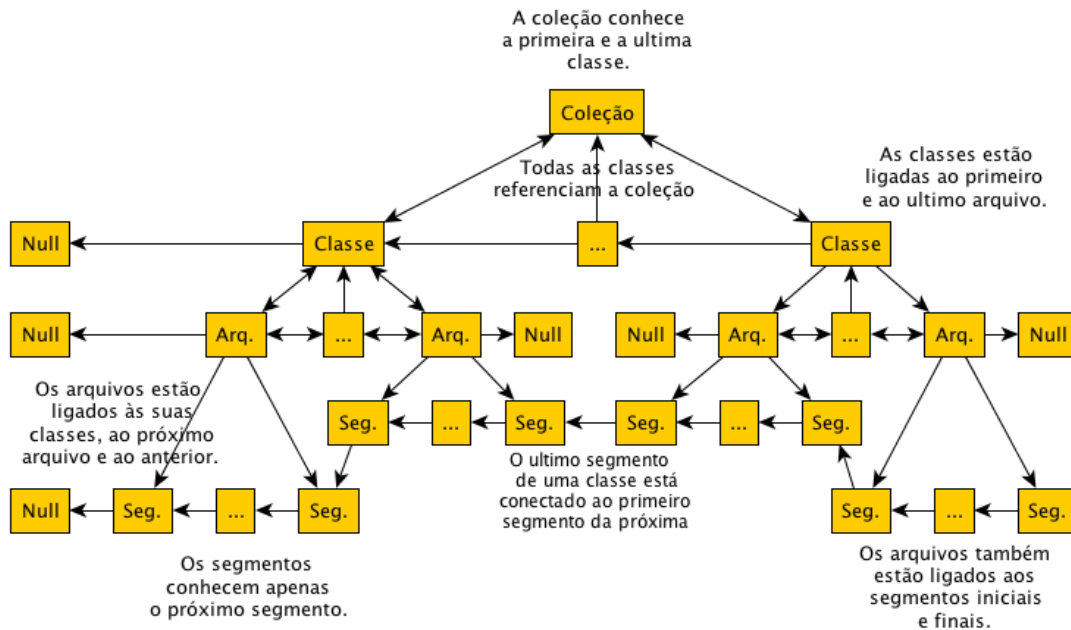 A coleção conhece
a primeira e a ultima
classe.
Coleção
Todas as classes
referenciam a coleção
As classes estão
ligadas ao primeiro
e ao ultimo arquivo.
Null
Classe
...
Classe
Null
Arq.
...
Arq.
Null
Null
Arq.
...
Arq.
Null
Os arquivos estão
ligados às suas
classes, ao próximo
arquivo e ao anterior.
Seg.
...
Seg.
Seg.
...
Seg.
O ultimo segmento
de uma classe está
conectado ao primeiro
segmento da próxima
Null
Seg.
...
Seg.
Seg.
...
Seg.
Os segmentos
conhecem apenas
o próximo segmento.
Os arquivos também
estão ligados aos
segmentos iniciais
e finais.